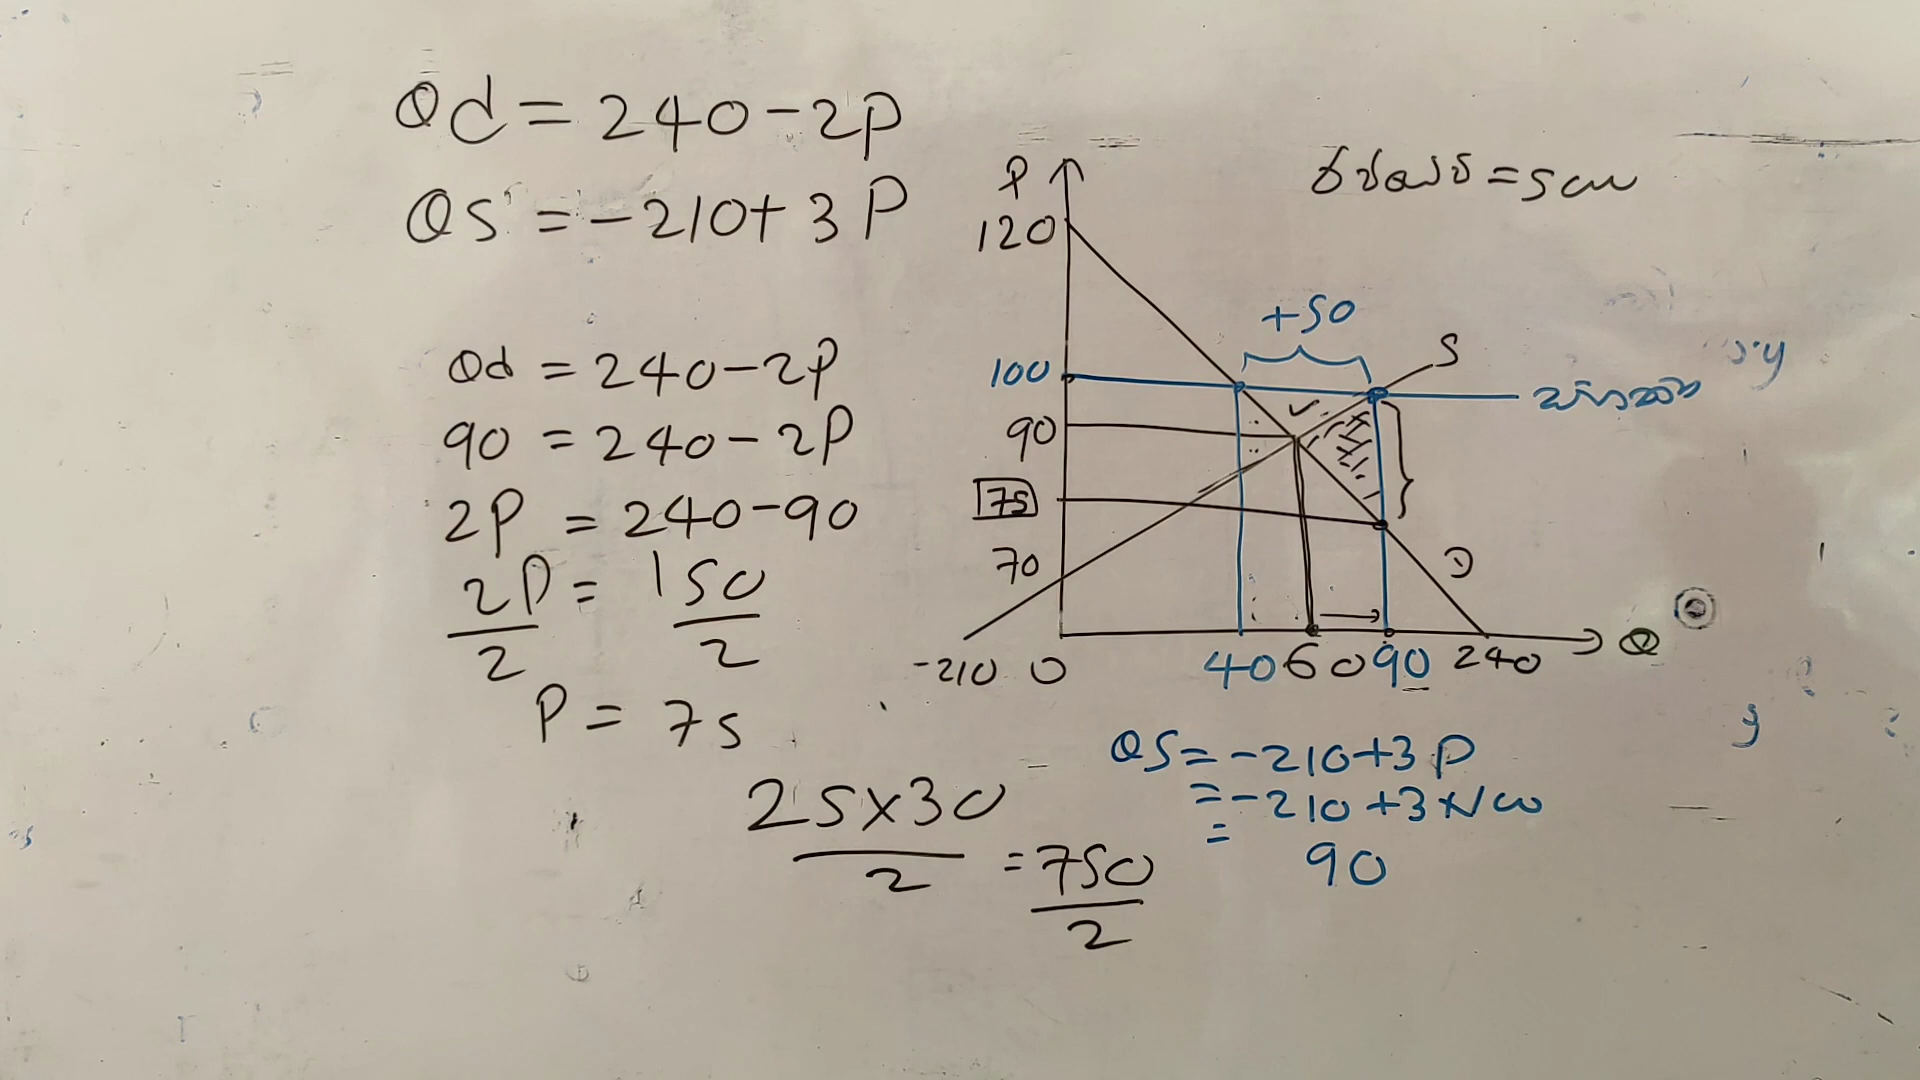 Qd = 240-2P
QS = -210+3P
Qd = 240-2P
90 = 240-2P
2P = 240-90
2P = 150
2 2
P = 75
25x30
2
= 750
2
P
120
100
90
75
70
-210 0 40 60 90 240 Q
+50
S
D
QS = -210+3P
= -210+3x100
= 90